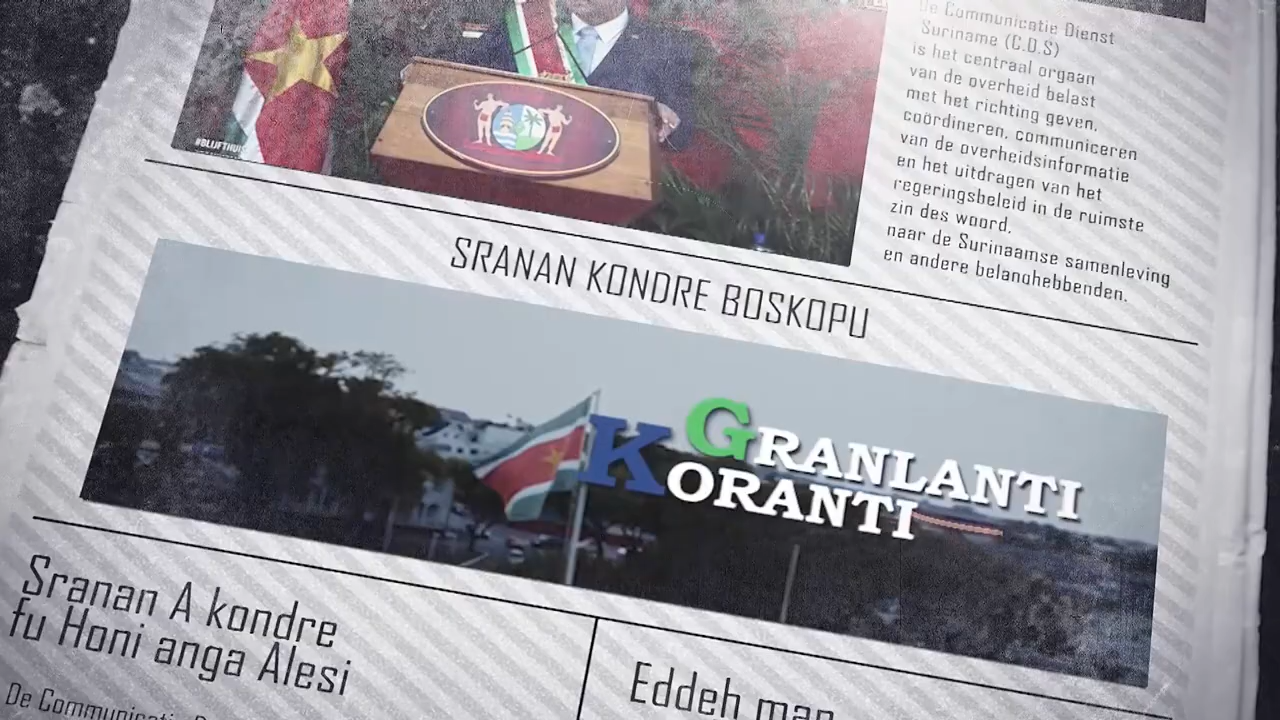 De Communicatie Dienst
Suriname (C.D.S)
is het centraal orgaan
van de overheid belast
met het richting geven,
coördineren, communiceren
van de overheidsinformatie
en het uitdragen van het
regeringsbeleid in de ruimste
zin des woord.
naar de Surinaamse samenleving
en andere belanghebbenden.
#BLIJFTHUIS
SRANAN KONDRE BOSKOPU
GRANLANTI
KORANTI
Sranan A kondre
fu Honi anga Alesi
Eddeh man
De Communicatie